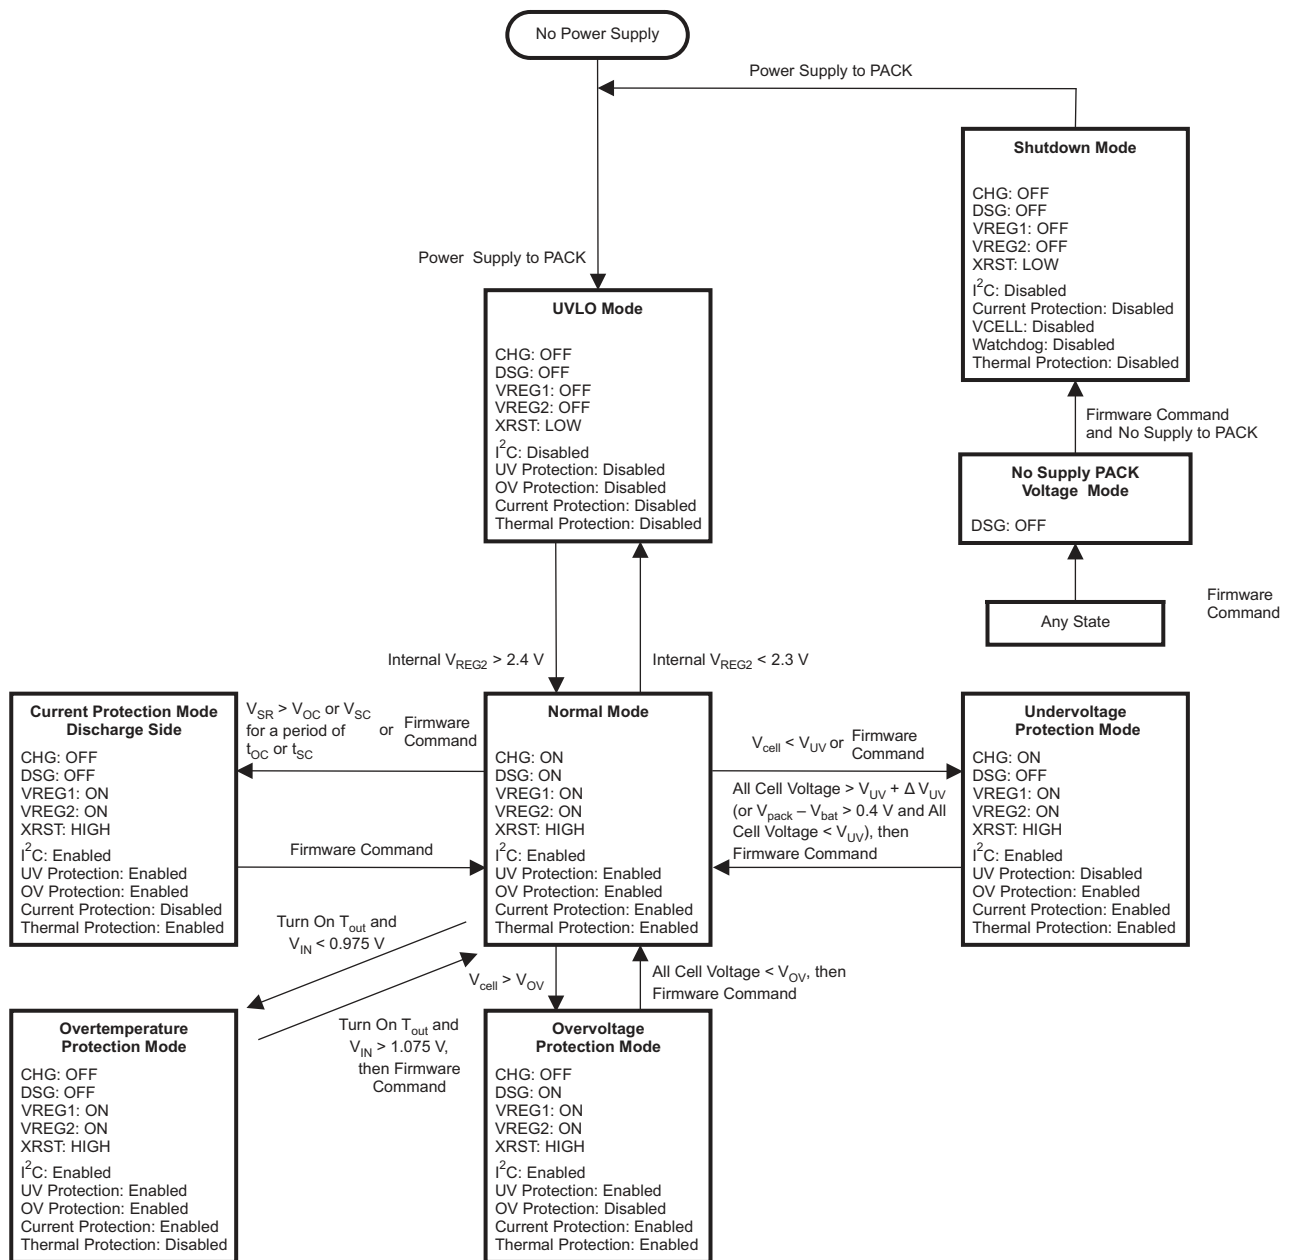 No Power Supply
Power Supply to PACK
Shutdown Mode
CHG: OFF
DSG: OFF
VREG1: OFF
VREG2: OFF
XRST: LOW
I²C: Disabled
Current Protection: Disabled
VCELL: Disabled
Watchdog: Disabled
Thermal Protection: Disabled
Power Supply to PACK
UVLO Mode
CHG: OFF
DSG: OFF
VREG1: OFF
VREG2: OFF
XRST: LOW
I²C: Disabled
UV Protection: Disabled
OV Protection: Disabled
Current Protection: Disabled
Thermal Protection: Disabled
Firmware Command
and No Supply to PACK
No Supply PACK
Voltage Mode
DSG: OFF
Firmware
Command
Any State
Internal VREG2 > 2.4 V
Internal VREG2 < 2.3 V
Current Protection Mode
Discharge Side
CHG: OFF
DSG: OFF
VREG1: ON
VREG2: ON
XRST: HIGH
I²C: Enabled
UV Protection: Enabled
OV Protection: Enabled
Current Protection: Disabled
Thermal Protection: Enabled
VSR > VOC or VSC
for a period of
tOC or tSC
or
Firmware
Command
Firmware Command
Normal Mode
CHG: ON
DSG: ON
VREG1: ON
VREG2: ON
XRST: HIGH
I²C: Enabled
UV Protection: Enabled
OV Protection: Enabled
Current Protection: Enabled
Thermal Protection: Enabled
Vcell < VUV or
Firmware
Command
All Cell Voltage > VUV + Δ VUV
(or Vpack – Vbat > 0.4 V and All
Cell Voltage < VUV), then
Firmware Command
Undervoltage
Protection Mode
CHG: ON
DSG: OFF
VREG1: ON
VREG2: ON
XRST: HIGH
I²C: Enabled
UV Protection: Disabled
OV Protection: Enabled
Current Protection: Enabled
Thermal Protection: Enabled
Turn On Tout and
VIN < 0.975 V
Vcell > VOV
All Cell Voltage < VOV, then
Firmware Command
Turn On Tout and
VIN > 1.075 V,
then Firmware
Command
Overtemperature
Protection Mode
CHG: OFF
DSG: OFF
VREG1: ON
VREG2: ON
XRST: HIGH
I²C: Enabled
UV Protection: Enabled
OV Protection: Enabled
Current Protection: Enabled
Thermal Protection: Disabled
Overvoltage
Protection Mode
CHG: OFF
DSG: ON
VREG1: ON
VREG2: ON
XRST: HIGH
I²C: Enabled
UV Protection: Enabled
OV Protection: Disabled
Current Protection: Enabled
Thermal Protection: Enabled